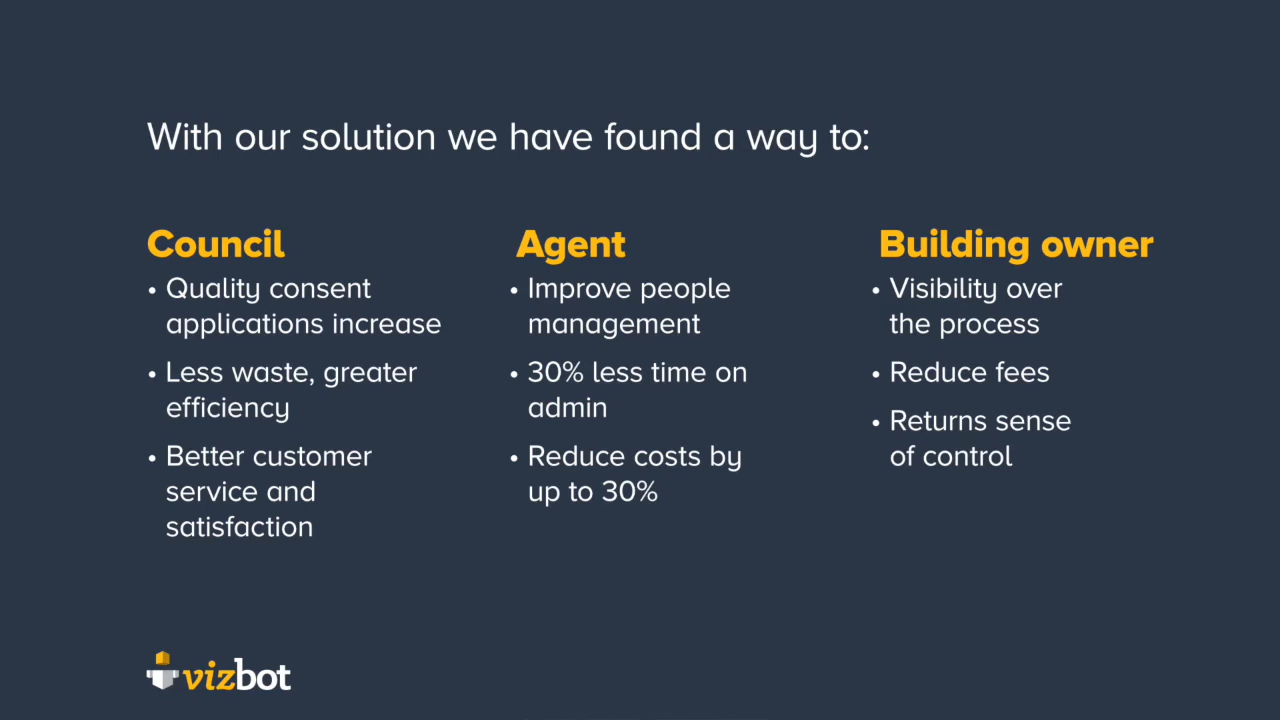 With our solution we have found a way to:
Council
• Quality consent
applications increase
• Less waste, greater
efficiency
• Better customer
service and
satisfaction
Agent
• Improve people
management
• 30% less time on
admin
• Reduce costs by
up to 30%
Building owner
• Visibility over
the process
• Reduce fees
• Returns sense
of control
vizbot